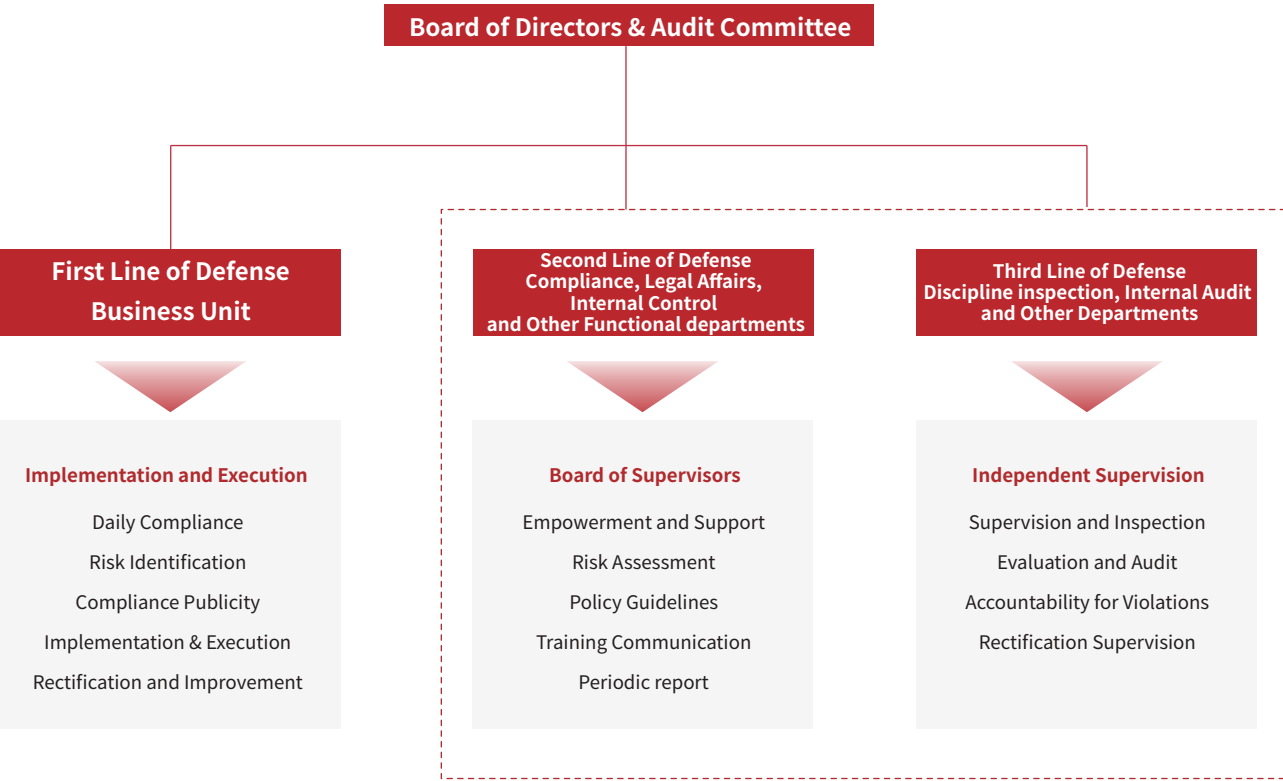 Board of Directors & Audit Committee
First Line of Defense
Business Unit
Implementation and Execution
Daily Compliance
Risk Identification
Compliance Publicity
Implementation & Execution
Rectification and Improvement
Second Line of Defense
Compliance, Legal Affairs,
Internal Control
and Other Functional departments
Board of Supervisors
Empowerment and Support
Risk Assessment
Policy Guidelines
Training Communication
Periodic report
Third Line of Defense
Discipline inspection, Internal Audit
and Other Departments
Independent Supervision
Supervision and Inspection
Evaluation and Audit
Accountability for Violations
Rectification Supervision